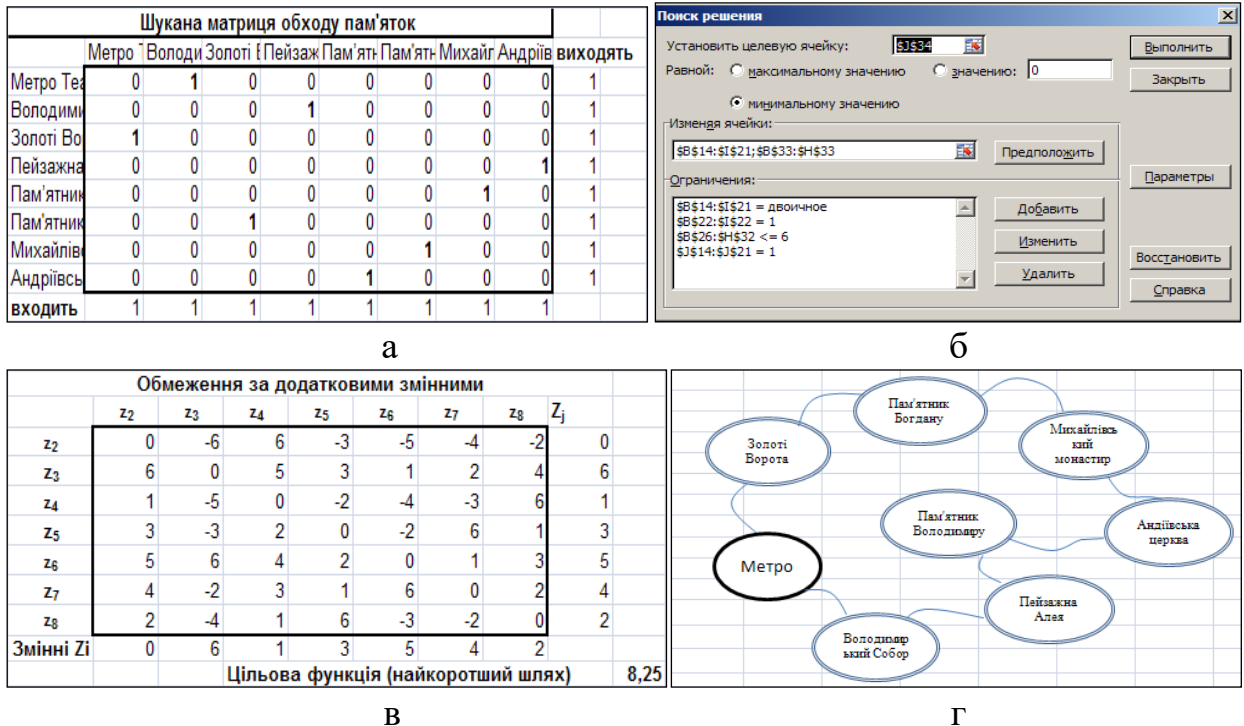 Шукана матриця обходу пам'яток
Метро Володи Золоті Пейзаж Пам'ятн Пам'ятн Михайл Андріїв виходять
Метро Теа 0 1 0 0 0 0 0 0 1
Володими 0 0 0 1 0 0 0 0 1
Золоті Во 1 0 0 0 0 0 0 0 1
Пейзажна 0 0 0 0 0 0 0 1 1
Пам'ятник 0 0 0 0 0 0 1 0 1
Пам'ятник 0 0 1 0 0 0 0 0 1
Михайлів 0 0 0 0 0 1 0 0 1
Андріївсь 0 0 0 0 1 0 0 0 1
входить 1 1 1 1 1 1 1 1
а
Поиск решения
Установить целевую ячейку: $J$34
Равной: максимальному значению значению: 0
минимальному значению
Изменяя ячейки:
$B$14:$I$21;$B$33:$H$33
Предположить
Ограничения:
$B$14:$I$21 = двоичное
$B$22:$I$22 = 1
$B$26:$H$32 <= 6
$J$14:$J$21 = 1
Добавить
Изменить
Удалить
Выполнить
Закрыть
Параметры
Восстановить
Справка
б
Обмеження за додатковими змінними
z2 z3 z4 z5 z6 z7 z8 Zj
z2 0 -6 6 -3 -5 -4 -2 0
z3 6 0 5 3 1 2 4 6
z4 1 -5 0 -2 -4 -3 6 1
z5 3 -3 2 0 -2 6 1 3
z6 5 6 4 2 0 1 3 5
z7 4 -2 3 1 6 0 2 4
z8 2 -4 1 6 -3 -2 0 2
Змінні Zi 0 6 1 3 5 4 2
Цільова функція (найкоротший шлях) 8,25
в
Пам'ятник
Богдану
Золоті
Ворота
Михайлівсь
кий
монастир
Пам'ятник
Володимиру
Андіївська
церква
Метро
Пейзажна
Алея
Володимир
ький Собор
г